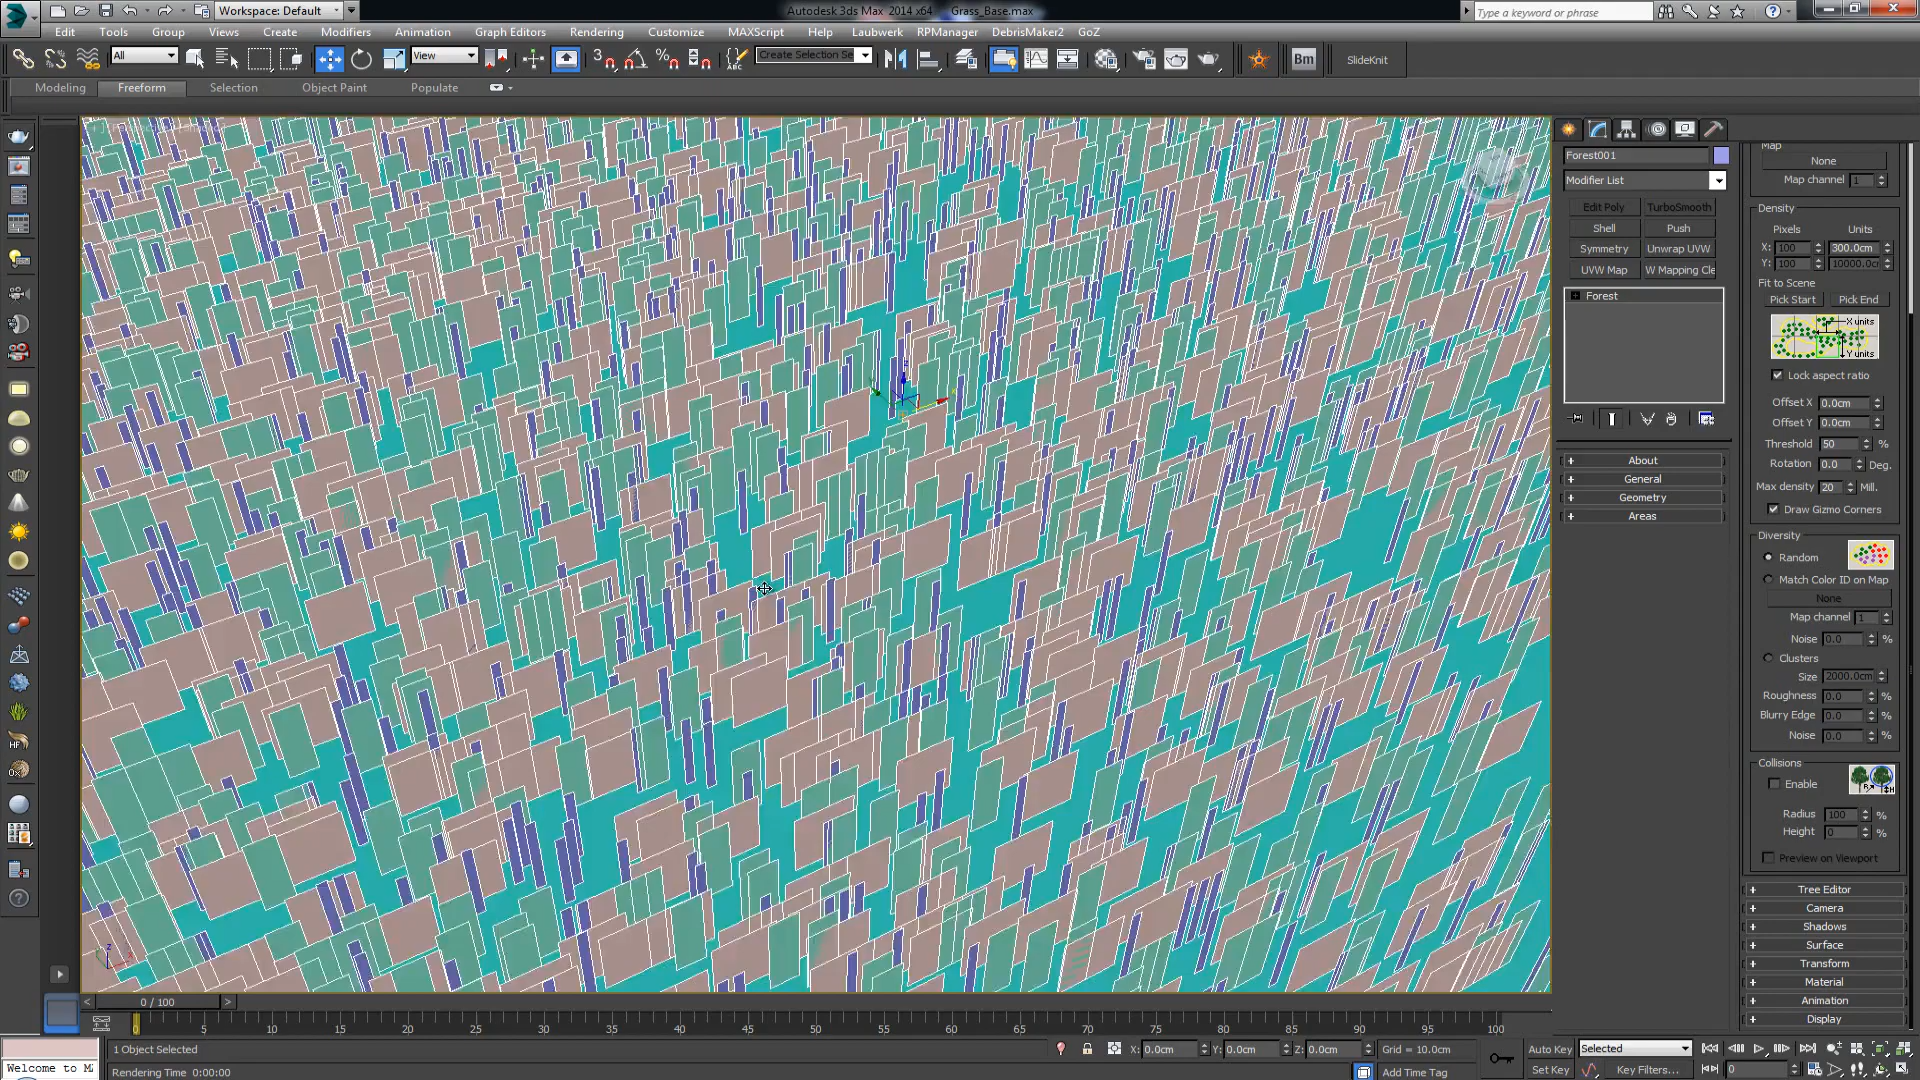 Workspace: Default
Autodesk 3ds Max 2014 x64 Grass_Base.max
Type a keyword or phrase
Edit Tools Group Views Create Modifiers Animation Graph Editors Rendering Customize MAXScript Help Laubwerk RPManager DebrisMaker2 GoZ
All
View
Create Selection Se
Bm
SlideKnit
Modeling Freeform Selection Object Paint Populate
Forest001
Modifier List
Edit Poly TurboSmooth
Shell Push
Symmetry Unwrap UVW
UVW Map W Mapping Cle
Forest
About
General
Geometry
Areas
Map
None
Map channel 1
Density
Pixels Units
X: 100 300.0cm
Y: 100 10000.0c
Fit to Scene
Pick Start Pick End
X units
Y units
Lock aspect ratio
Offset X 0.0cm
Offset Y 0.0cm
Threshold 50 %
Rotation 0.0 Deg.
Max density 20 Mill.
Draw Gizmo Corners
Diversity
Random
Match Color ID on Map
None
Map channel 1
Noise 0.0 %
Clusters
Size 2000.0cm
Roughness 0.0 %
Blurry Edge 0.0 %
Noise 0.0 %
Collisions
Enable
Radius 100 %
Height 0 %
Preview on Viewport
Tree Editor
Camera
Shadows
Surface
Transform
Material
Animation
Display
HF
0 / 100
0 5 10 15 20 25 30 35 40 45 50 55 60 65 70 75 80 85 90 95 100
1 Object Selected
X: 0.0cm Y: 0.0cm Z: 0.0cm Grid = 10.0cm
Auto Key Selected
Welcome to M
Rendering Time 0:00:00
Add Time Tag
Set Key Key Filters... 0